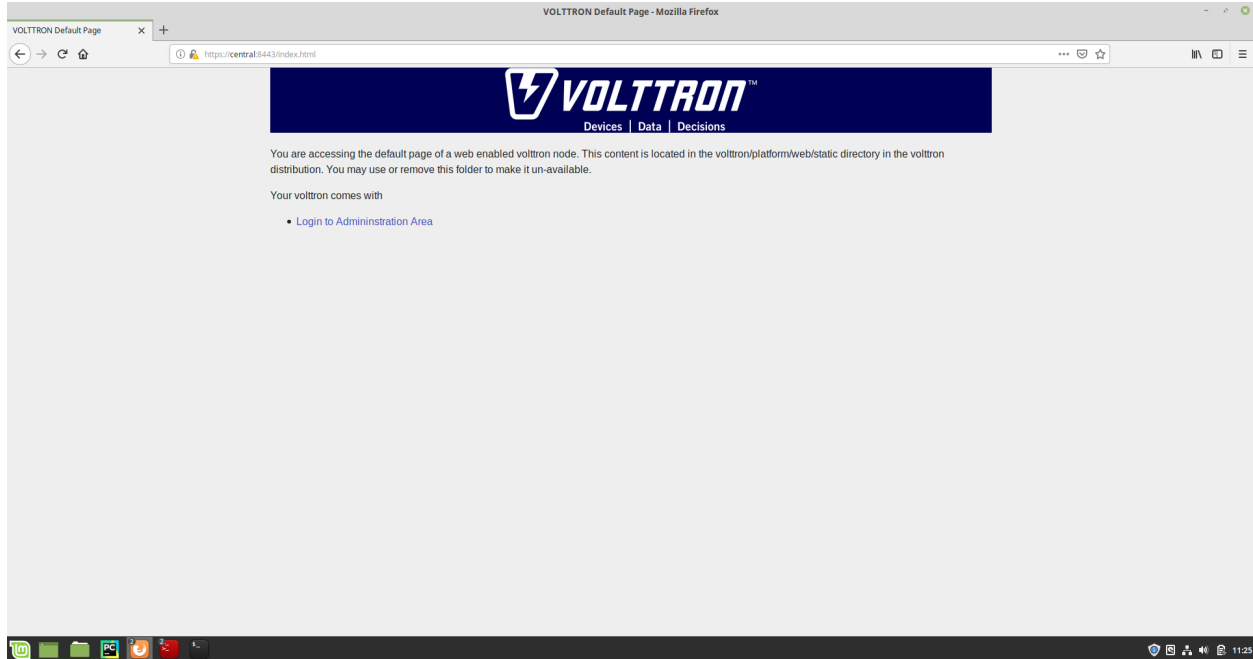 VOLTTRON Default Page - Mozilla Firefox
VOLTTRON Default Page
https://central:8443/index.html
VOLTTRON™
Devices | Data | Decisions
You are accessing the default page of a web enabled volttron node. This content is located in the volttron/platform/web/static directory in the volttron
distribution. You may use or remove this folder to make it un-available.
Your volttron comes with
• Login to Admininstration Area
PC
2
2
11:25